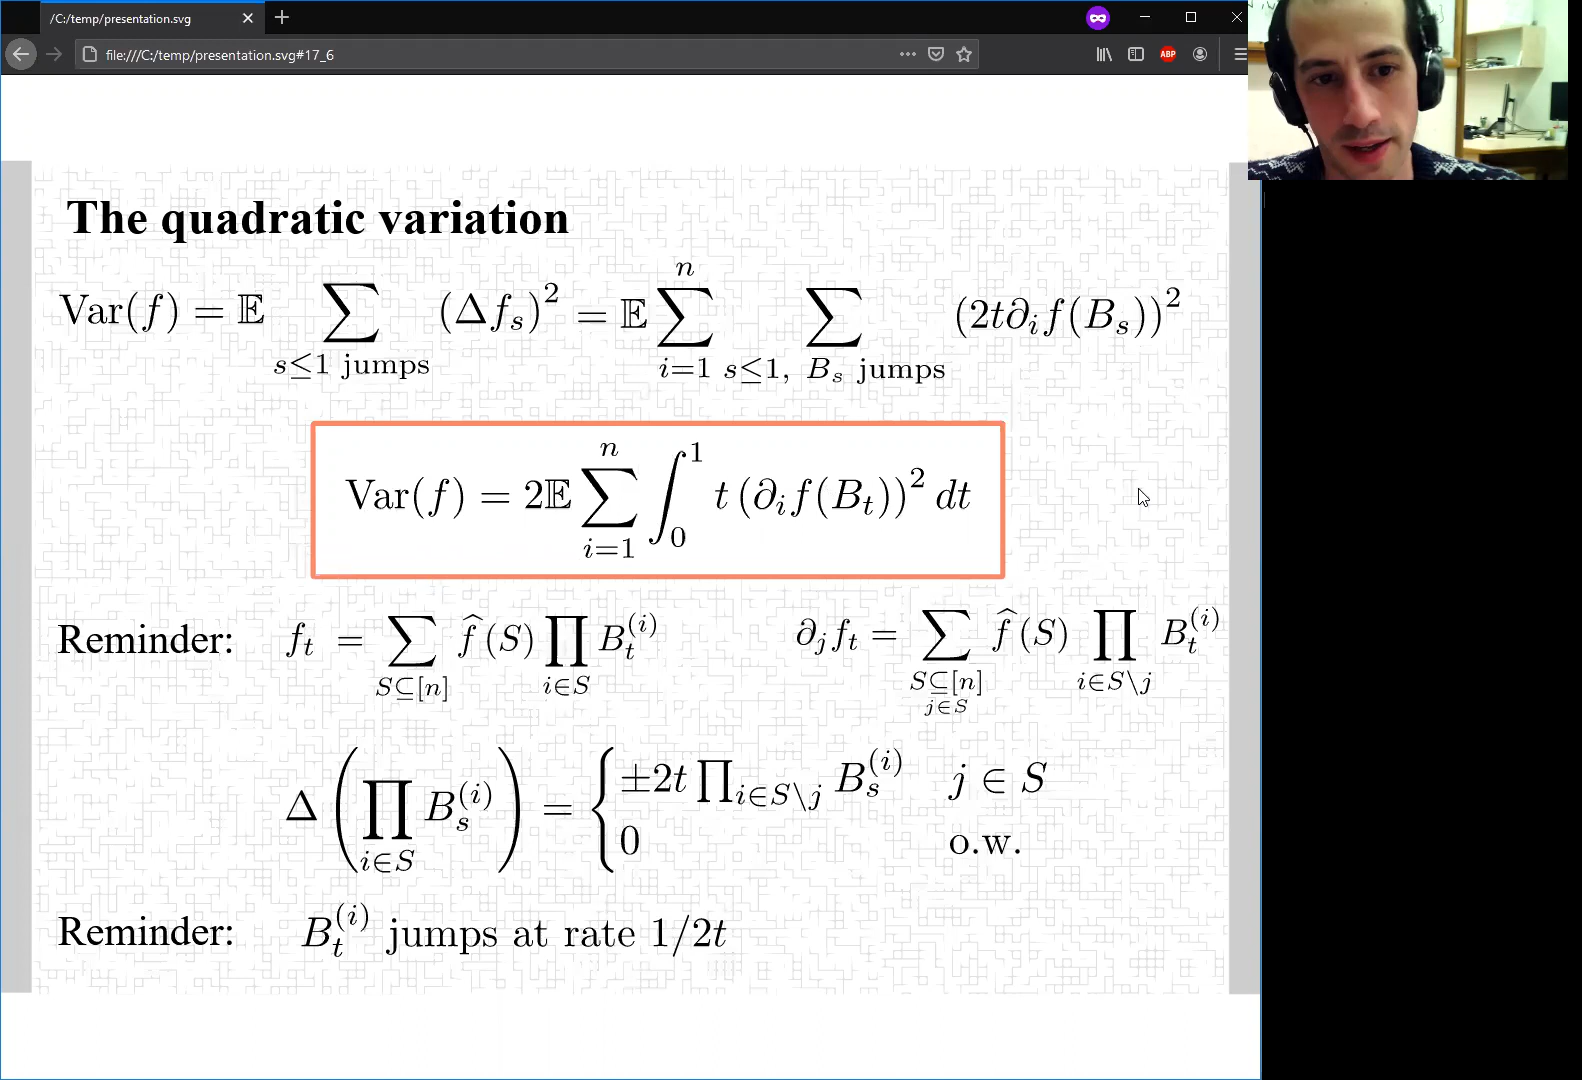 /C:/temp/presentation.svg
file:///C:/temp/presentation.svg#17_6
ABP
The quadratic variation
Var(f) = 𝔼 ∑_{s≤1 jumps} (Δf_s)^2 = 𝔼 ∑_{i=1}^{n} ∑_{s≤1, B_s jumps} (2t∂_i f(B_s))^2
Var(f) = 2𝔼 ∑_{i=1}^{n} ∫_0^1 t (∂_i f(B_t))^2 dt
Reminder: f_t = ∑_{S⊆[n]} f̂(S) ∏_{i∈S} B_t^{(i)} ∂_j f_t = ∑_{S⊆[n] j∈S} f̂(S) ∏_{i∈S\j} B_t^{(i)}
Δ(∏_{i∈S} B_s^{(i)}) = { ±2t ∏_{i∈S\j} B_s^{(i)} j ∈ S
0 o.w.
Reminder: B_t^{(i)} jumps at rate 1/2t